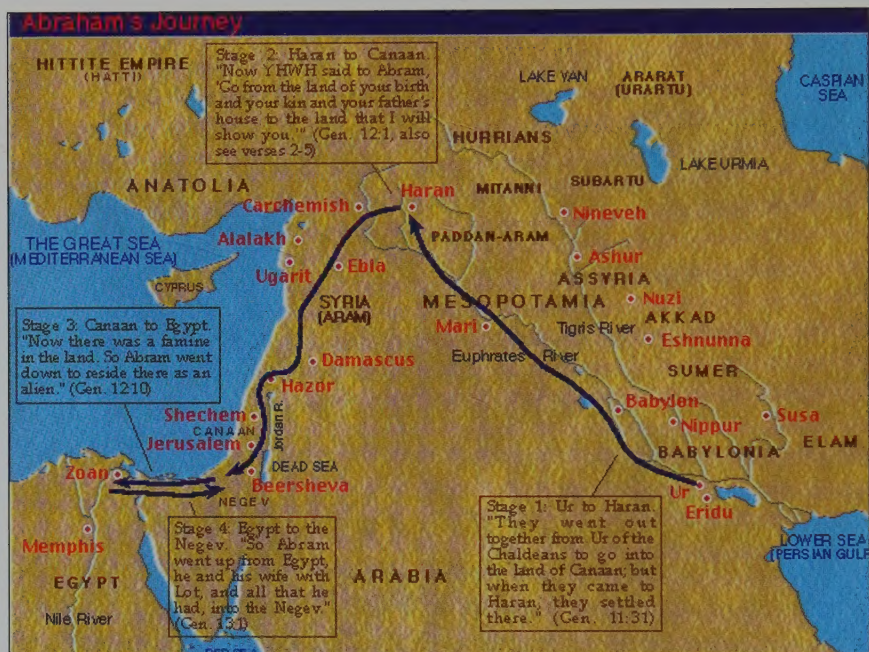 Abraham's Journey
HITTITE EMPIRE
(HATTI)
Stage 2: Haran to Canaan.
"Now YHWH said to Abram,
'Go from the land of your birth
and your kin and your father's
house to the land that I will
show you.'" (Gen. 12:1, also
see verses 2-5)
LAKE VAN
ARARAT
(URARTU)
CASPIAN
SEA
HURRIANS
LAKE URMIA
ANATOLIA
Carchemish
Haran
MITANNI
SUBARTU
Nineveh
THE GREAT SEA
(MEDITERRANEAN SEA)
Alalakh
PADDAN-ARAM
Ashur
Ugarit
Ebla
ASSYRIA
CYPRUS
SYRIA
(ARAM)
MESOPOTAMIA
Nuzi
Stage 3: Canaan to Egypt.
"Now there was a famine
in the land. So Abram went
down to reside there as an
alien." (Gen. 12:10)
Mari
Tigris River
AKKAD
Eshnunna
Euphrates River
Damascus
Hazor
SUMER
Shechem
CANAAN
Jordan R.
Babylon
Nippur
Susa
Jerusalem
BABYLONIA
ELAM
Zoan
DEAD SEA
Beersheva
NEGEV
Ur
Eridu
Stage 4: Egypt to the
Negev. "So Abram
went up from Egypt,
he and his wife with
Lot, and all that he
had, into the Negev."
(Gen. 13:1)
Stage 1: Ur to Haran.
"They went out
together from Ur of the
Chaldeans to go into
the land of Canaan; but
when they came to
Haran, they settled
there." (Gen. 11:31)
LOWER SEA
(PERSIAN GULF
Memphis
EGYPT
ARABIA
Nile River